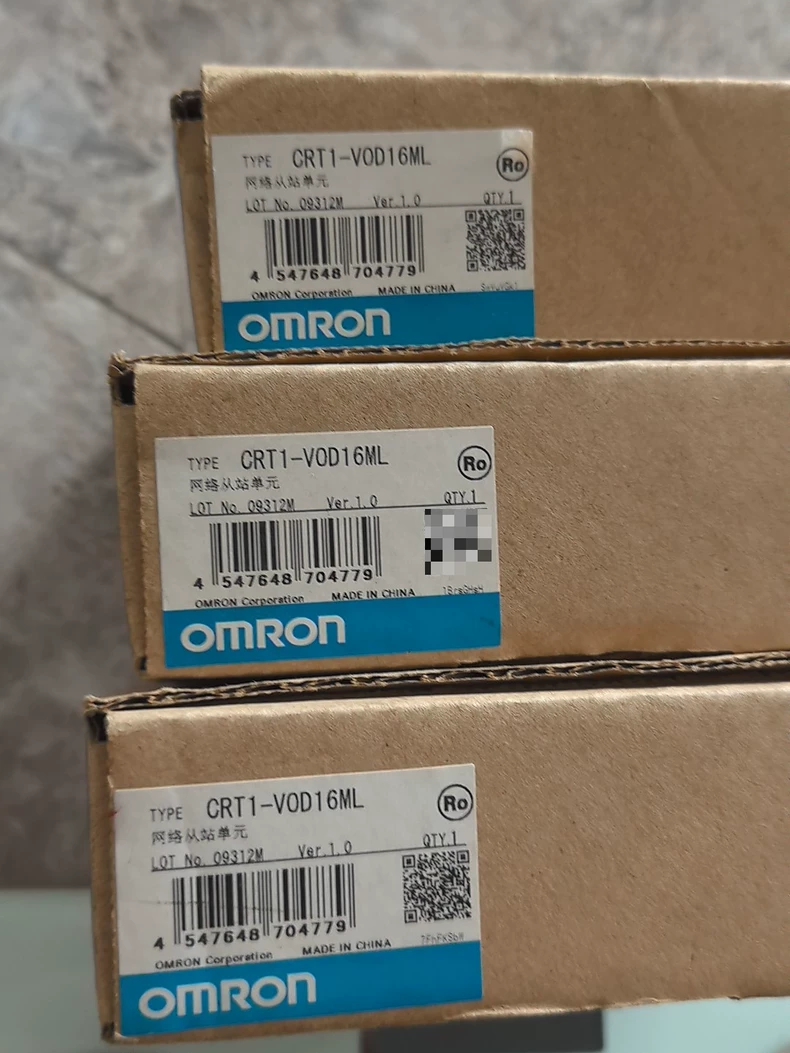 TYPE CRT1-VOD16ML
Ro
网络从站单元
LOT No. 09312M Ver.1.0 QTY.1
4 547648 704779
OMRON Corporation MADE IN CHINA
OMRON
TYPE CRT1-VOD16ML
Ro
网络从站单元
LOT No. 09312M Ver.1.0 QTY.1
4 547648 704779
OMRON Corporation MADE IN CHINA
OMRON
TYPE CRT1-VOD16ML
Ro
网络从站单元
LOT No. 09312M Ver.1.0 QTY.1
4 547648 704779
OMRON Corporation MADE IN CHINA
OMRON